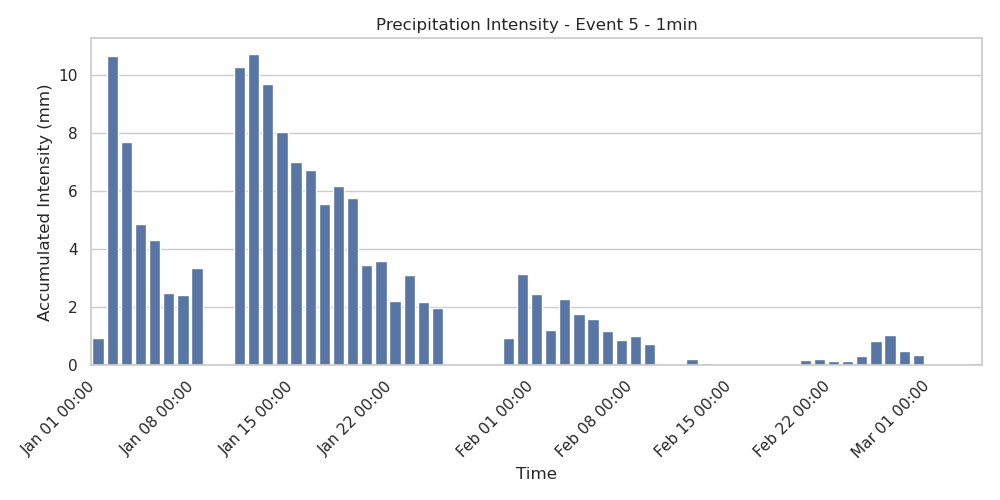 Precipitation Intensity - Event 5 - 1min
Accumulated Intensity (mm)
10
8
6
4
2
0
Jan 01 00:00
Jan 08 00:00
Jan 15 00:00
Jan 22 00:00
Feb 01 00:00
Feb 08 00:00
Feb 15 00:00
Feb 22 00:00
Mar 01 00:00
Time